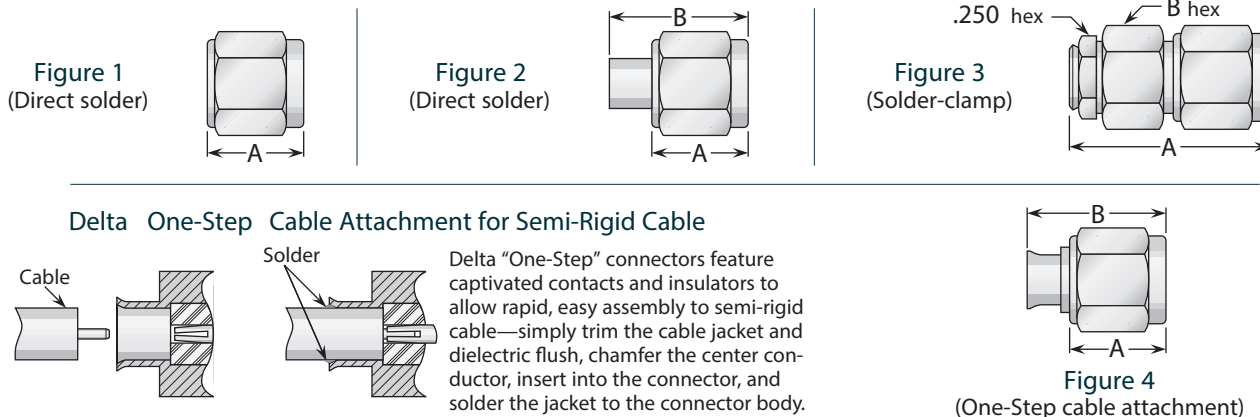 Figure 1
(Direct solder)
A
Figure 2
(Direct solder)
B
A
Figure 3
(Solder-clamp)
.250 hex
B hex
A
Delta One-Step Cable Attachment for Semi-Rigid Cable
Cable
Solder
Delta “One-Step” connectors feature
captivated contacts and insulators to
allow rapid, easy assembly to semi-rigid
cable—simply trim the cable jacket and
dielectric flush, chamfer the center con-
ductor, insert into the connector, and
solder the jacket to the connector body.
B
A
Figure 4
(One-Step cable attachment)